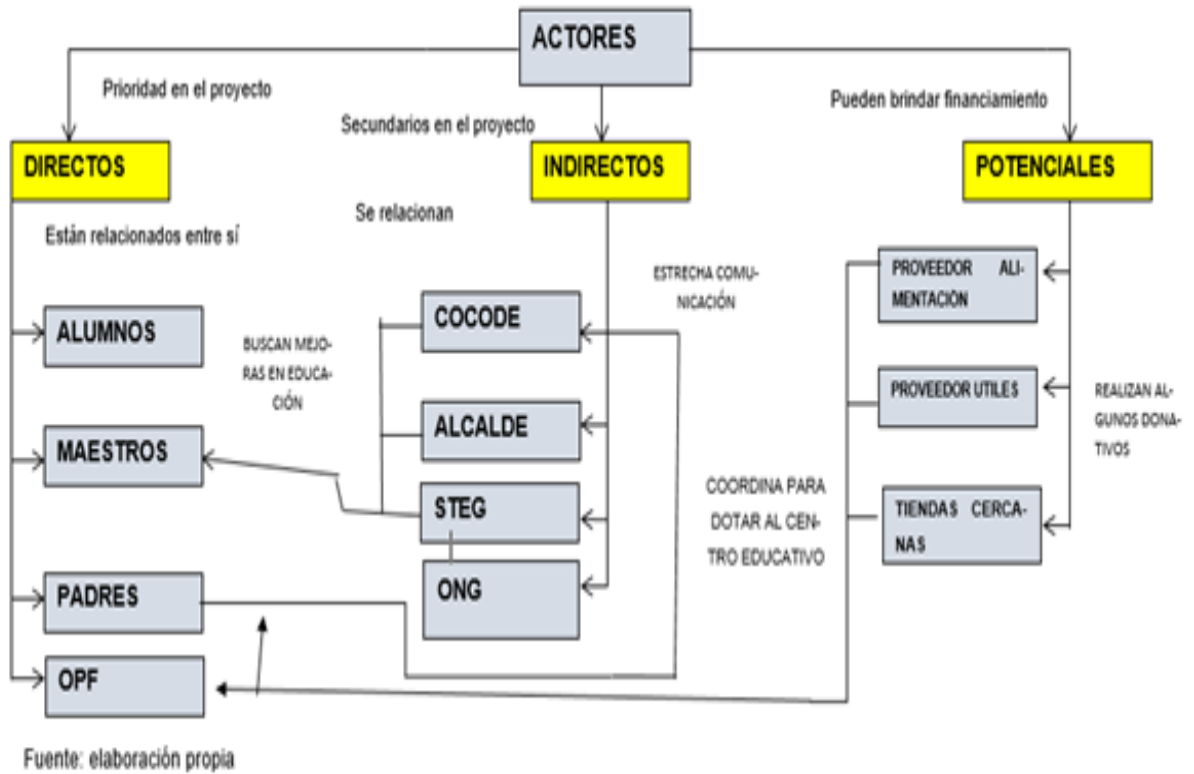 ACTORES
Prioridad en el proyecto
Secundarios en el proyecto
Pueden brindar financiamiento
DIRECTOS
INDIRECTOS
POTENCIALES
Están relacionados entre sí
Se relacionan
ALUMNOS
MAESTROS
PADRES
OPF
BUSCAN MEJO-
RAS EN EDUCA-
CIÓN
COCODE
ALCALDE
STEG
ONG
ESTRECHA COMU-
NICACIÓN
COORDINA PARA
DOTAR AL CEN-
TRO EDUCATIVO
PROVEEDOR ALI-
MENTACIÓN
PROVEEDOR UTILES
TIENDAS CERCA-
NAS
REALIZAN AL-
GUNOS DONA-
TIVOS
Fuente: elaboración propia